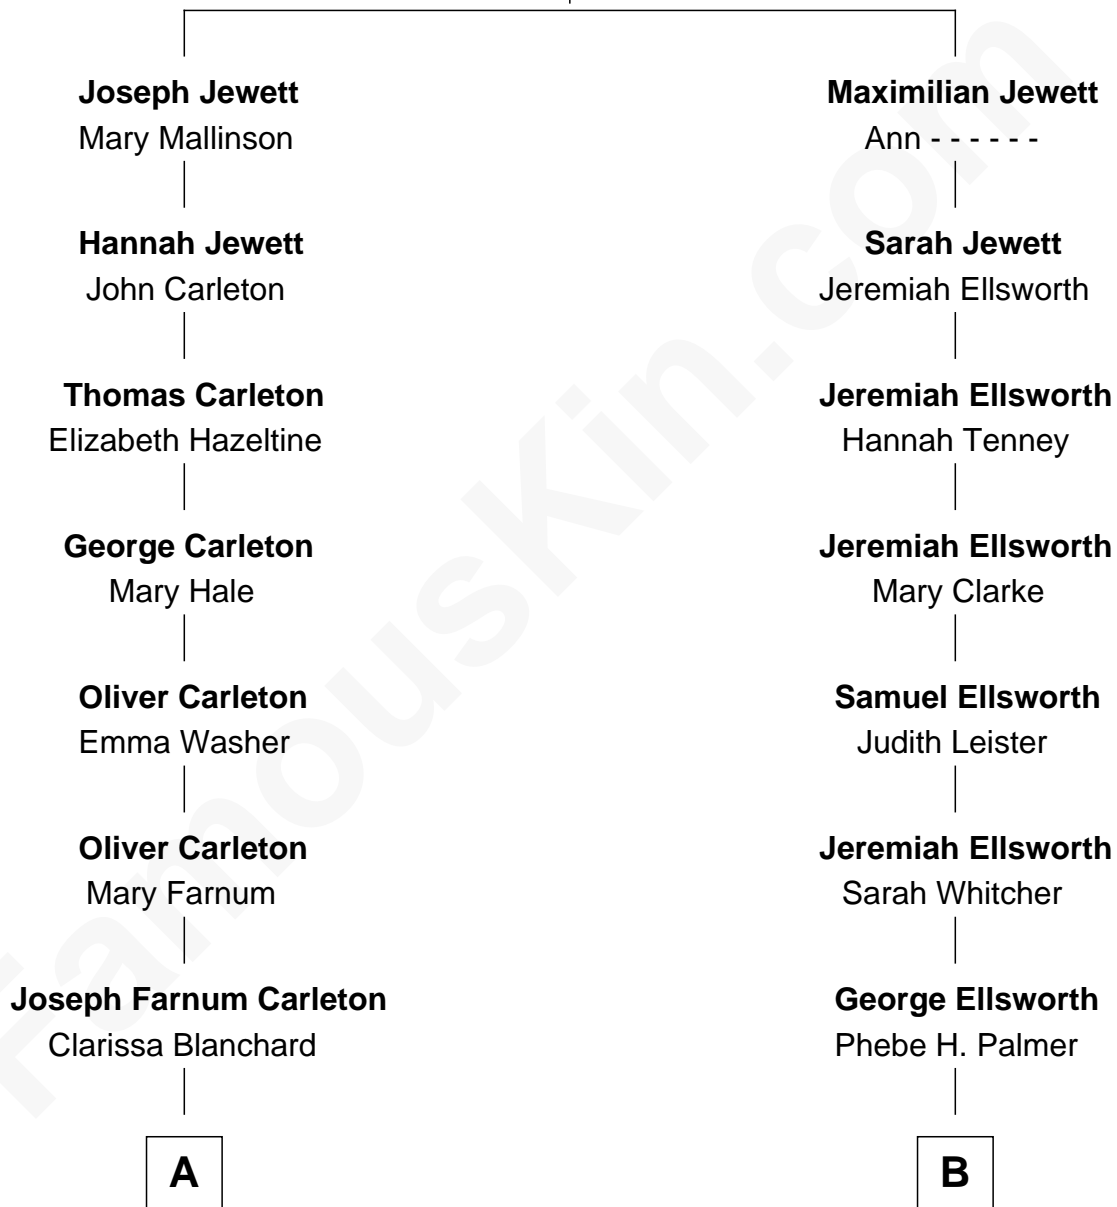 Joseph Jewett
Mary Mallinson
Hannah Jewett
John Carleton
Thomas Carleton
Elizabeth Hazeltine
George Carleton
Mary Hale
Oliver Carleton
Emma Washer
Oliver Carleton
Mary Farnum
Joseph Farnum Carleton
Clarissa Blanchard
A
Maximilian Jewett
Ann - - - - - -
Sarah Jewett
Jeremiah Ellsworth
Jeremiah Ellsworth
Hannah Tenney
Jeremiah Ellsworth
Mary Clarke
Samuel Ellsworth
Judith Leister
Jeremiah Ellsworth
Sarah Whitcher
George Ellsworth
Phebe H. Palmer
B
FamousKin.com